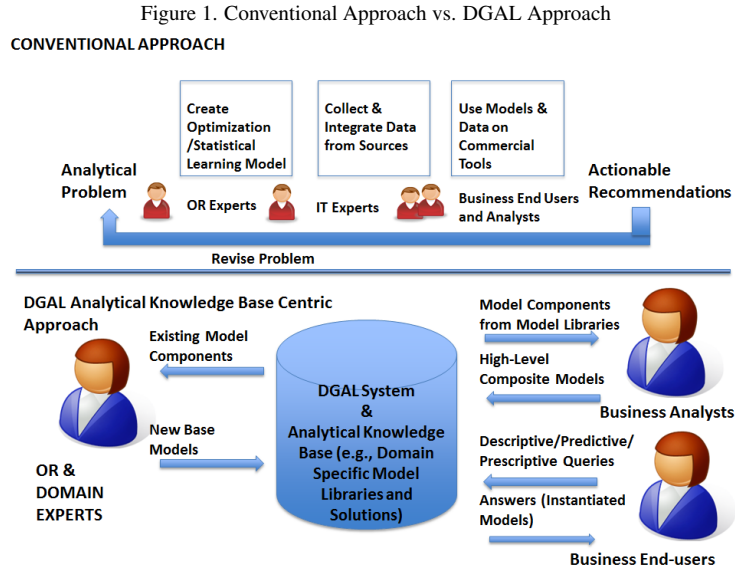 Figure 1. Conventional Approach vs. DGAL Approach
CONVENTIONAL APPROACH
Create
Optimization
/Statistical
Learning Model
Collect &
Integrate Data
from Sources
Use Models &
Data on
Commercial
Tools
Analytical
Problem
OR Experts
IT Experts
Business End Users
and Analysts
Actionable
Recommendations
Revise Problem
DGAL Analytical Knowledge Base Centric
Approach
Existing Model
Components
New Base
Models
OR &
DOMAIN
EXPERTS
DGAL System
&
Analytical Knowledge
Base (e.g., Domain
Specific Model
Libraries and
Solutions)
Model Components
from Model Libraries
High-Level
Composite Models
Business Analysts
Descriptive/Predictive/
Prescriptive Queries
Answers (Instantiated
Models)
Business End-users